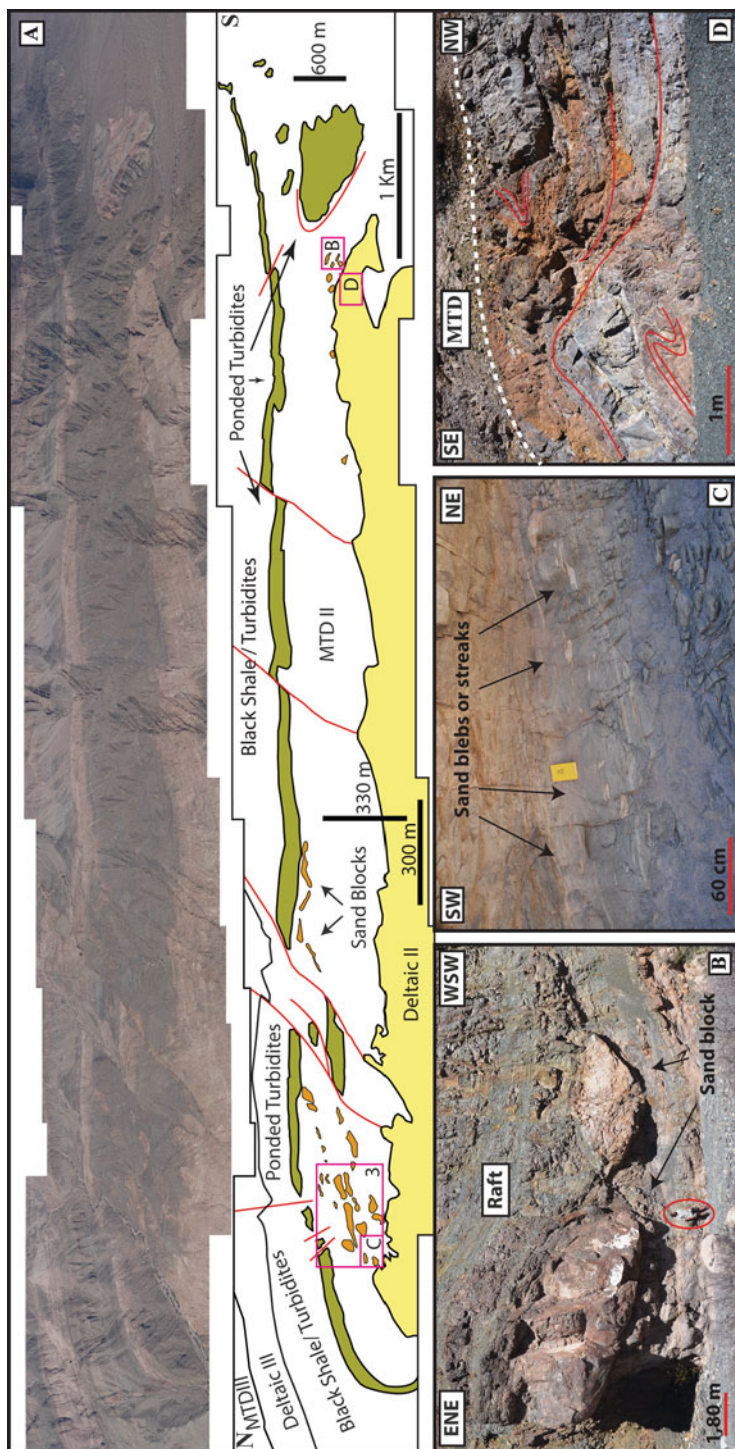 A
N
S
MTDIII
Deltaic III
Black Shale/Turbidites
Ponded Turbidites
Black Shale / Turbidites
Ponded Turbidites
3
C
Sand Blocks
330 m
300 m
MTD II
Deltaic II
B
D
600 m
1 Km
ENE
WSW
Raft
Sand block
1,80 m
B
SW
NE
Sand blebs or streaks
60 cm
C
SE
NW
MTD
1m
D